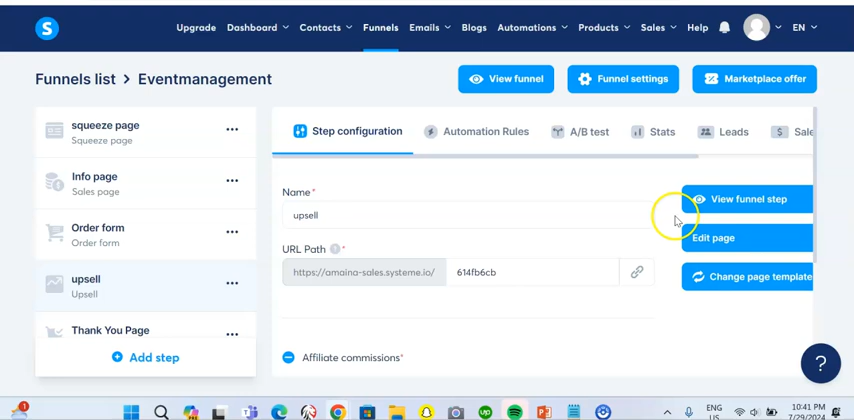 S Upgrade Dashboard Contacts Funnels Emails Blogs Automations Products Sales Help EN
Funnels list > Eventmanagement View funnel Funnel settings Marketplace offer
squeeze page
Squeeze page
Info page
Sales page
Order form
Order form
upsell
Upsell
Thank You Page
Add step
Step configuration Automation Rules A/B test Stats Leads $ Sale
Name*
upsell
URL Path ? *
https://amaina-sales.systeme.io/ 614fb6cb
View funnel step
Edit page
Change page template
Affiliate commissions*
?
1
ENG
US
10:41 PM
7/29/2024